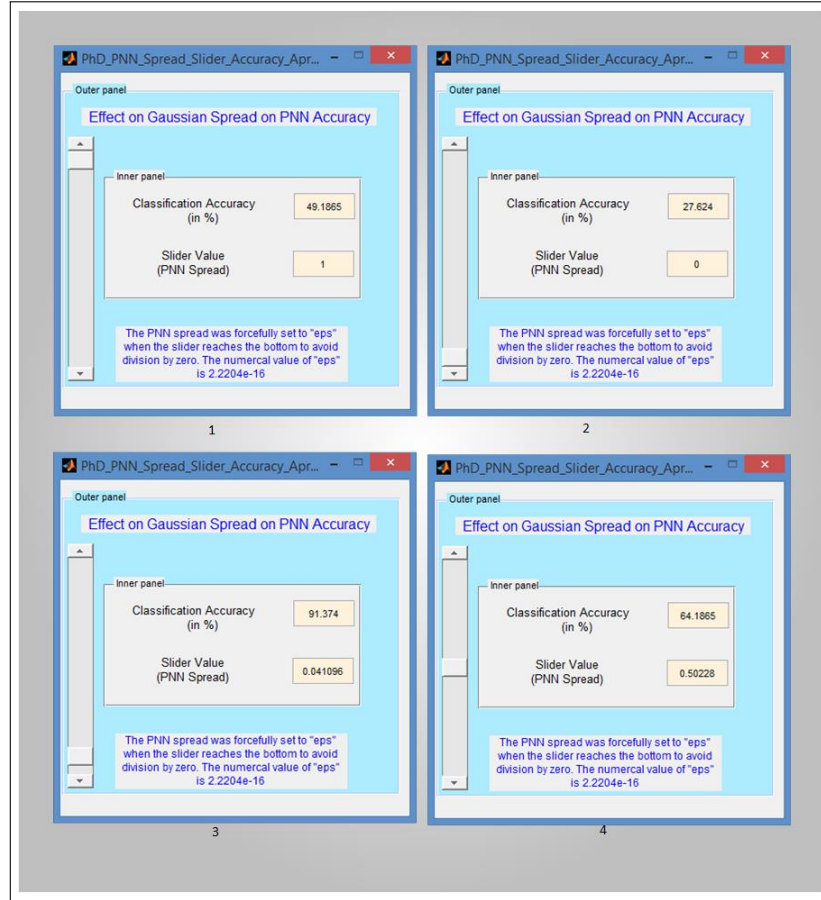 PhD_PNN_Spread_Slider_Accuracy_Apr...
Outer panel
Effect on Gaussian Spread on PNN Accuracy
Inner panel
Classification Accuracy
(in %)
49.1865
Slider Value
(PNN Spread)
1
The PNN spread was forcefully set to "eps"
when the slider reaches the bottom to avoid
division by zero. The numercal value of "eps"
is 2.2204e-16
1
PhD_PNN_Spread_Slider_Accuracy_Apr...
Outer panel
Effect on Gaussian Spread on PNN Accuracy
Inner panel
Classification Accuracy
(in %)
27.624
Slider Value
(PNN Spread)
0
The PNN spread was forcefully set to "eps"
when the slider reaches the bottom to avoid
division by zero. The numercal value of "eps"
is 2.2204e-16
2
PhD_PNN_Spread_Slider_Accuracy_Apr...
Outer panel
Effect on Gaussian Spread on PNN Accuracy
Inner panel
Classification Accuracy
(in %)
91.374
Slider Value
(PNN Spread)
0.041096
The PNN spread was forcefully set to "eps"
when the slider reaches the bottom to avoid
division by zero. The numercal value of "eps"
is 2.2204e-16
3
PhD_PNN_Spread_Slider_Accuracy_Apr...
Outer panel
Effect on Gaussian Spread on PNN Accuracy
Inner panel
Classification Accuracy
(in %)
64.1865
Slider Value
(PNN Spread)
0.50228
The PNN spread was forcefully set to "eps"
when the slider reaches the bottom to avoid
division by zero. The numercal value of "eps"
is 2.2204e-16
4